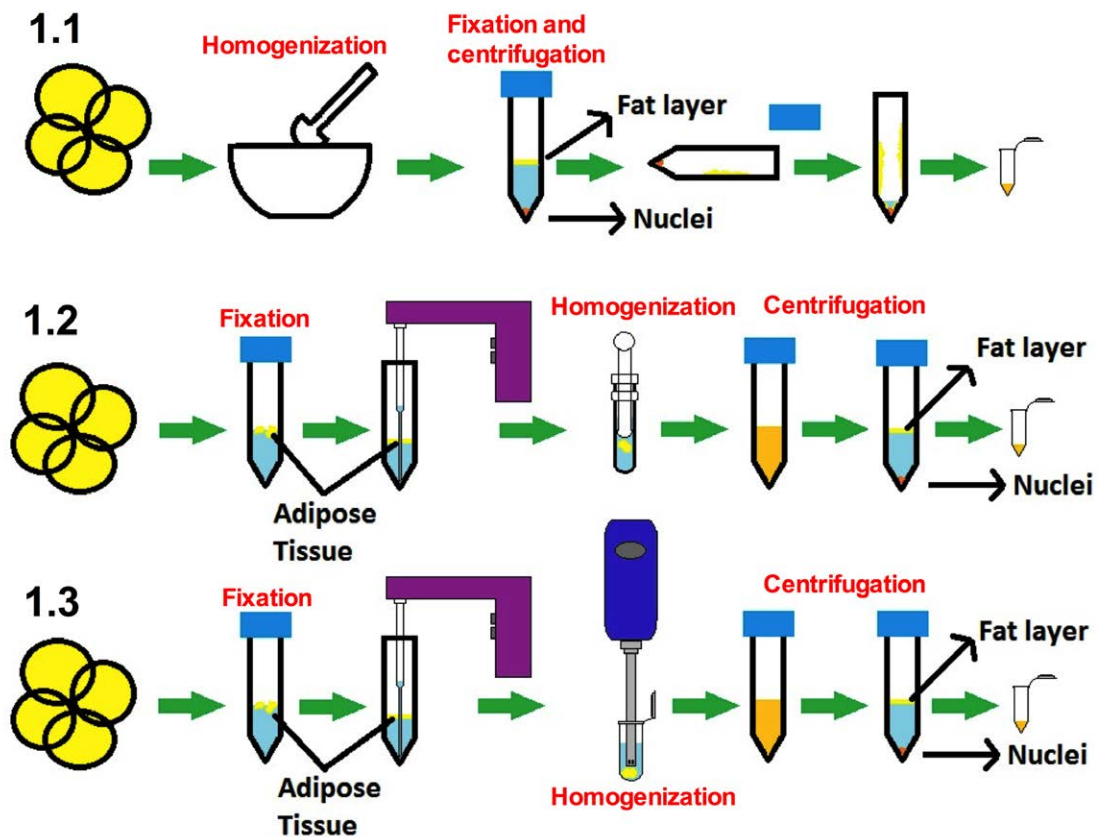 1.1
Homogenization
Fixation and
centrifugation
Fat layer
Nuclei
1.2
Fixation
Homogenization
Centrifugation
Fat layer
Adipose
Tissue
Nuclei
1.3
Fixation
Centrifugation
Fat layer
Nuclei
Adipose
Tissue
Homogenization